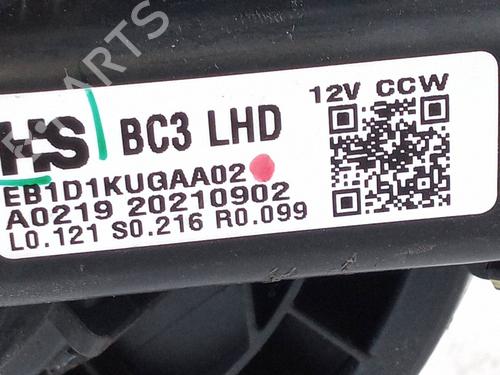 HS BC3 LHD
12V CCW
EB1D1KUGAA02
A0219 20210902
L0.121 S0.216 R0.099